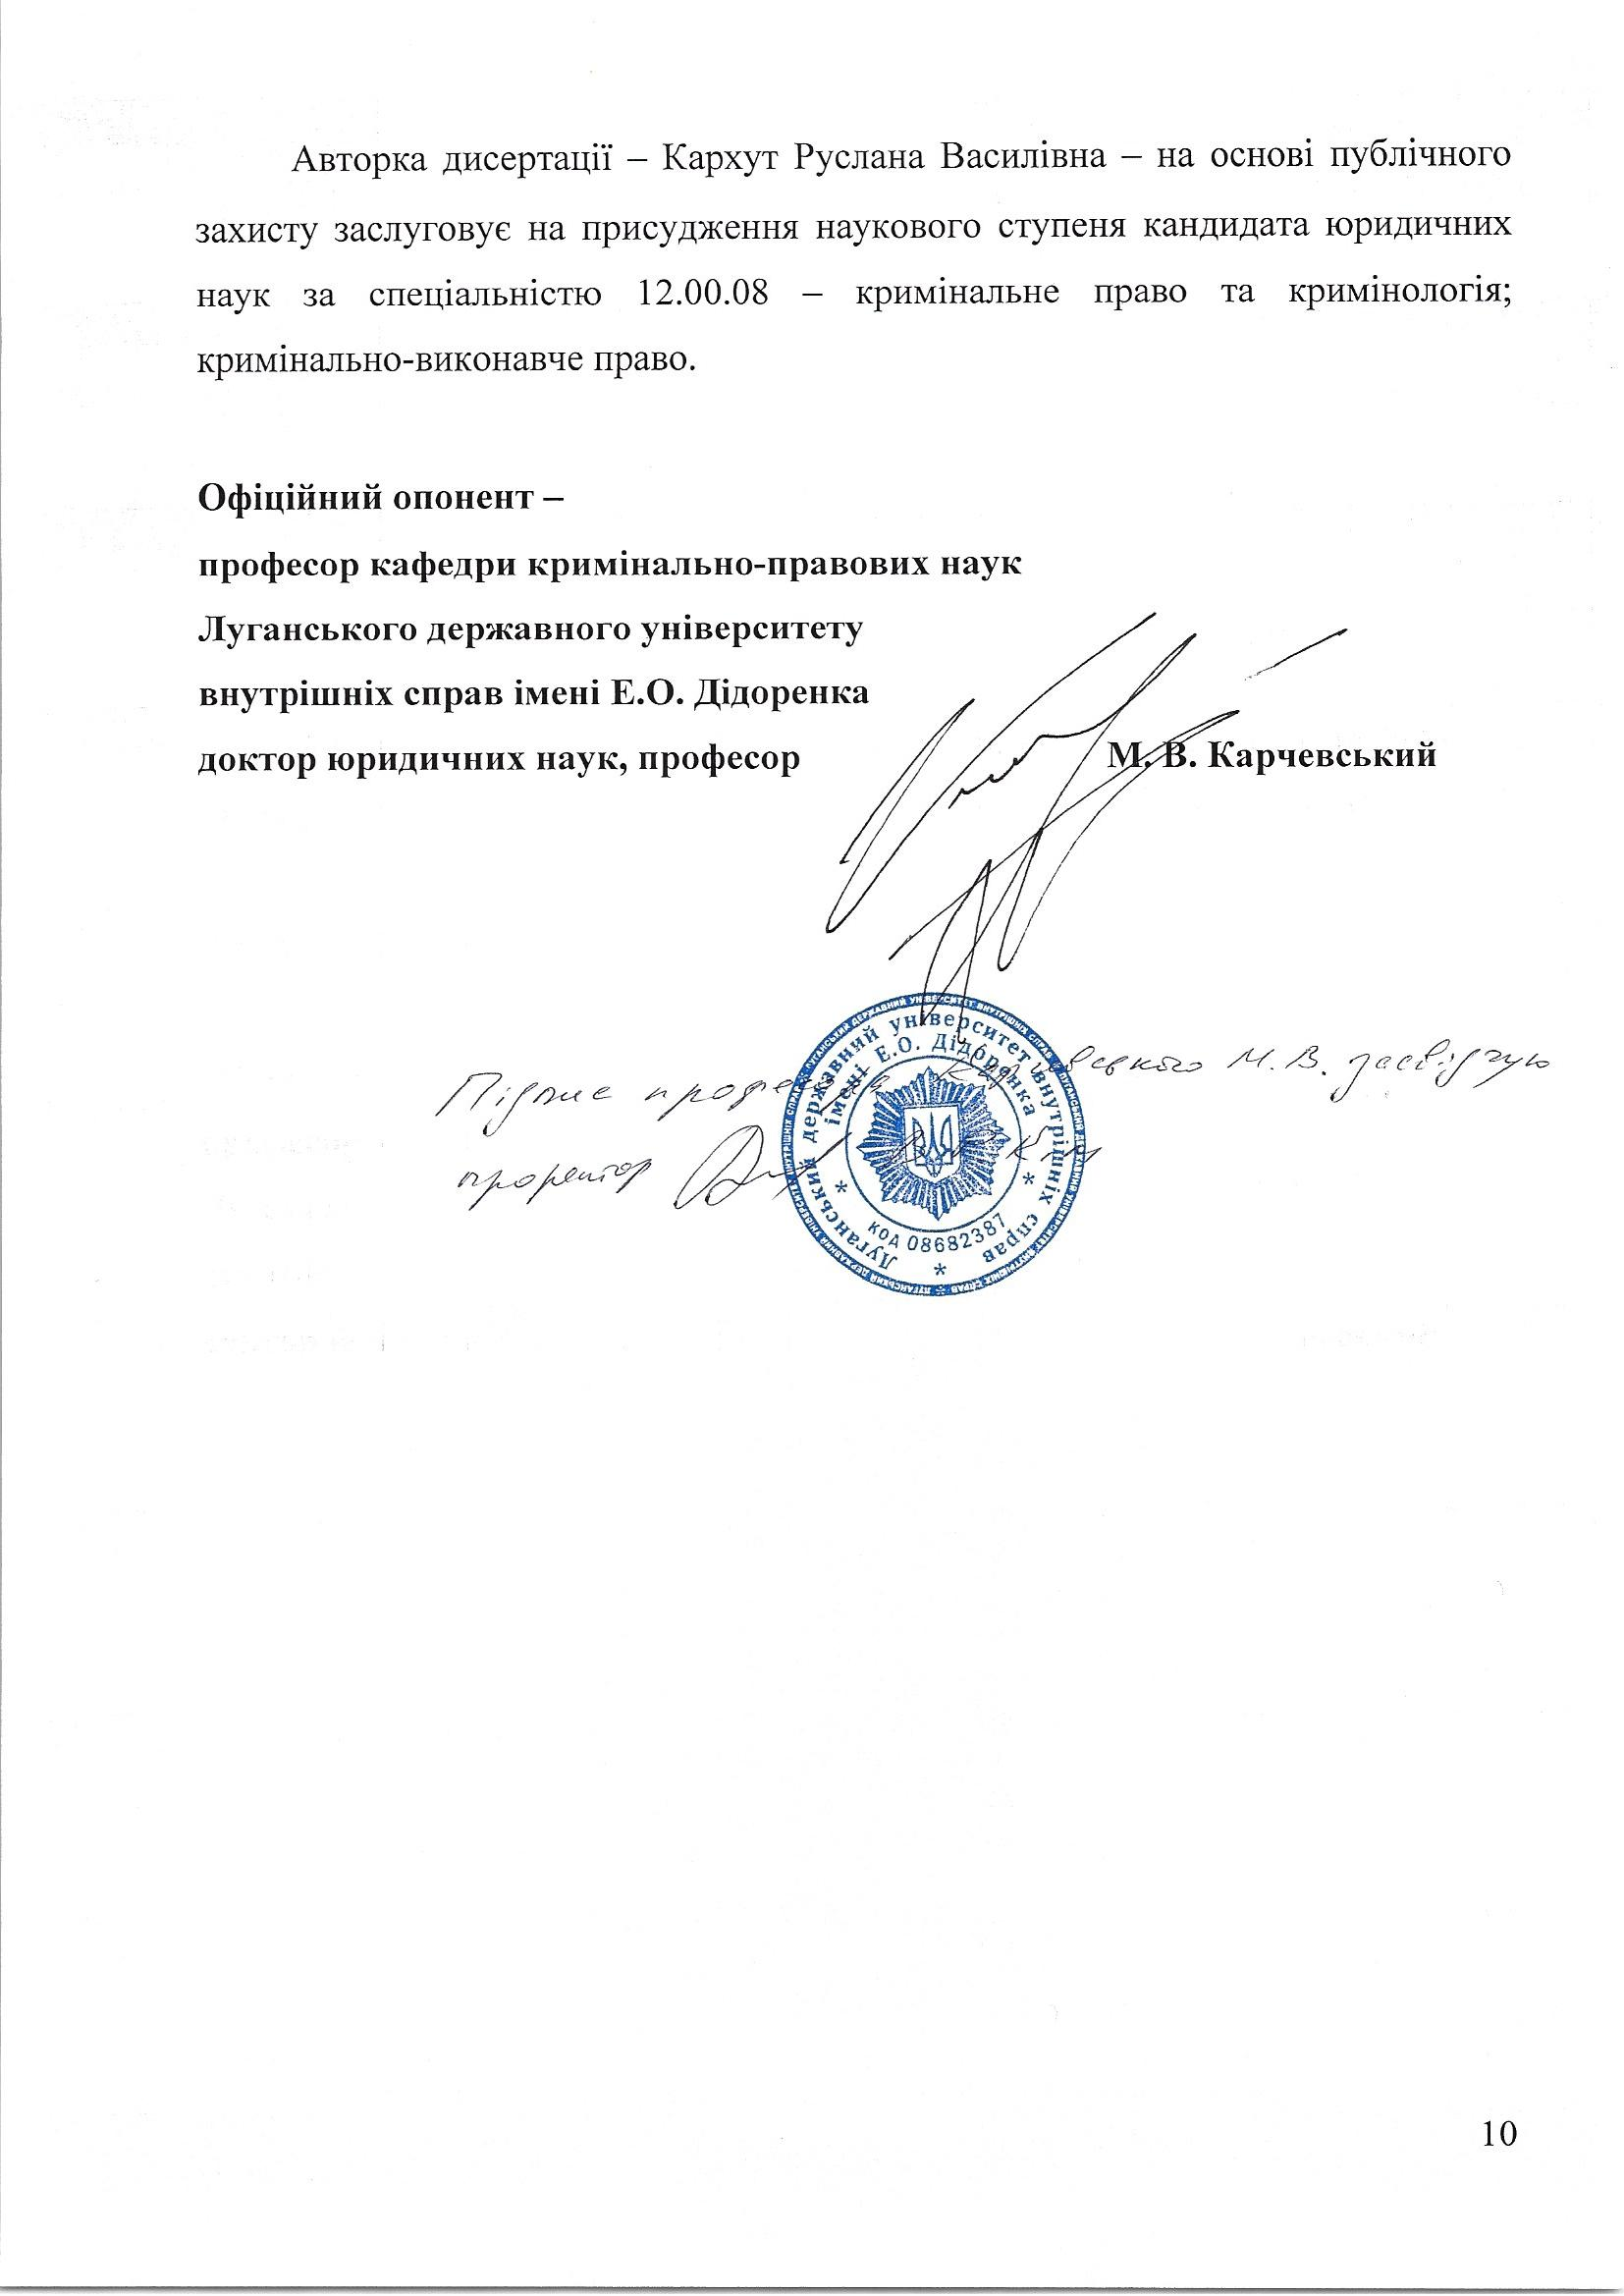 Авторка дисертації – Кархут Руслана Василівна – на основі публічного
захисту заслуговує на присудження наукового ступеня кандидата юридичних
наук за спеціальністю 12.00.08 – кримінальне право та кримінологія;
кримінально-виконавче право.
Офіційний опонент –
професор кафедри кримінально-правових наук
Луганського державного університету
внутрішніх справ імені Е.О. Дідоренка
доктор юридичних наук, професор М. В. Карчевський
Підпис професора Карчевського М.В. засвідчую
проректор
Луганський державний університет внутрішніх справ
імені Е.О. Дідоренка
код 08682387
10